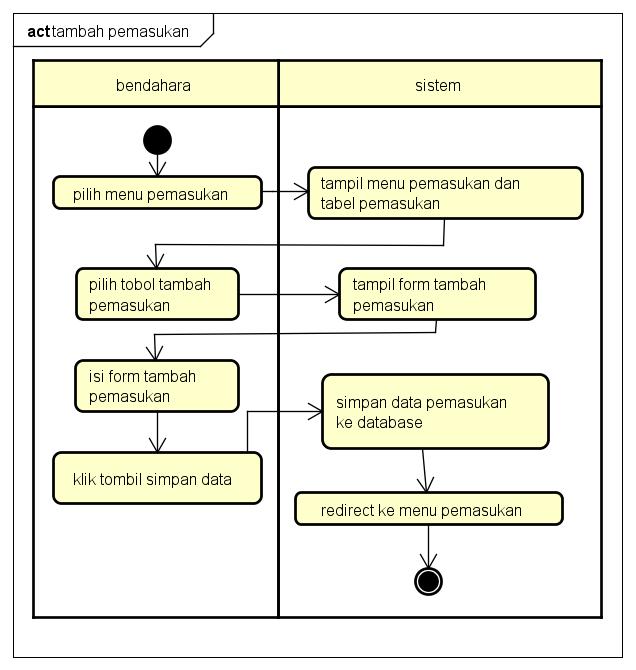 act tambah pemasukan
bendahara
sistem
pilih menu pemasukan
tampil menu pemasukan dan
tabel pemasukan
pilih tobol tambah
pemasukan
tampil form tambah
pemasukan
isi form tambah
pemasukan
simpan data pemasukan
ke database
klik tombil simpan data
redirect ke menu pemasukan